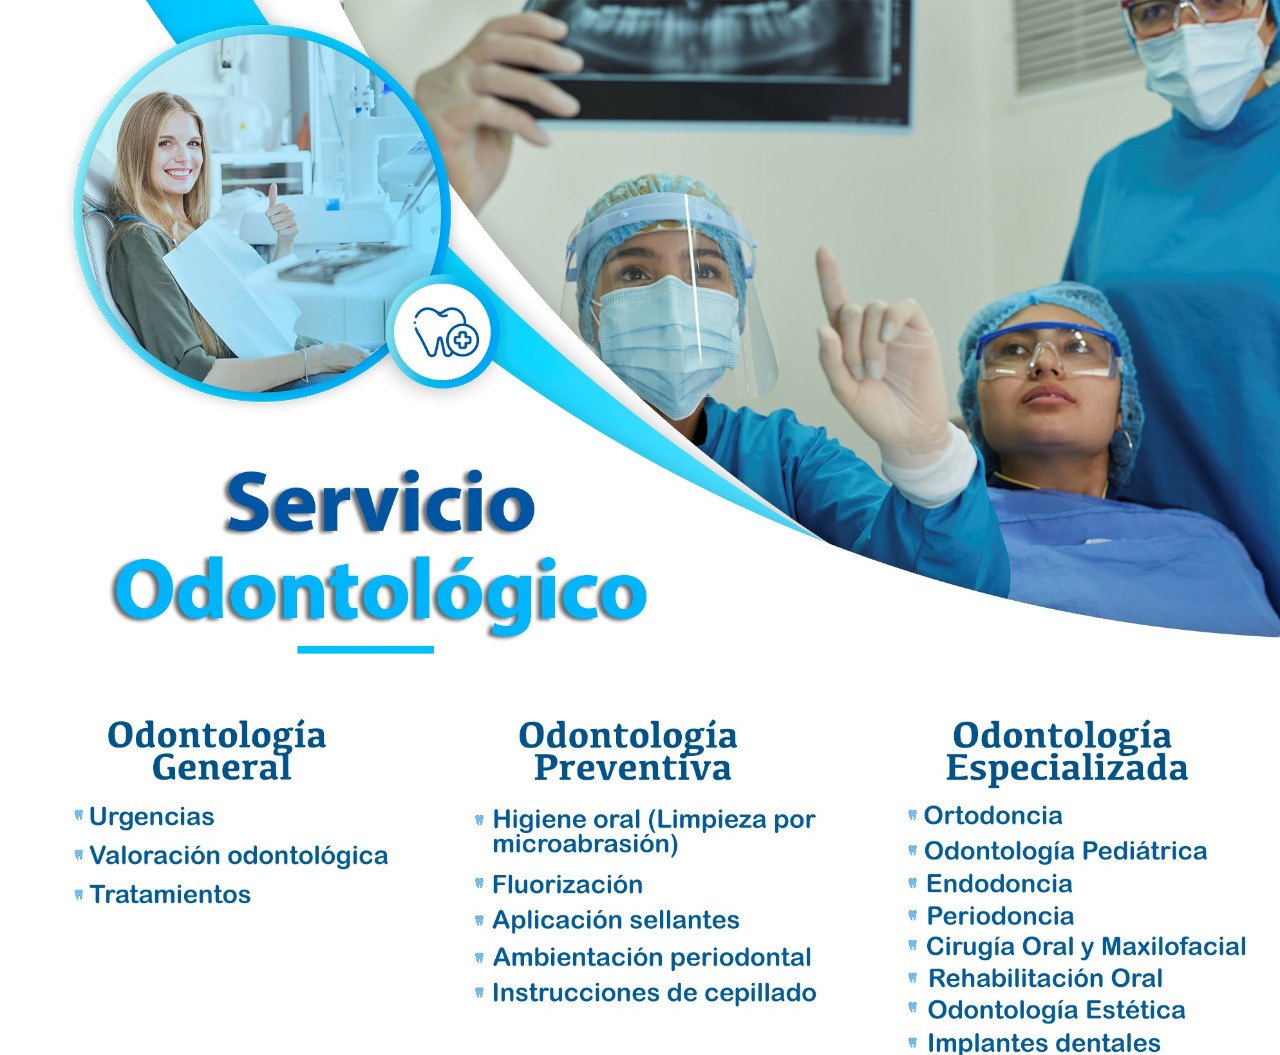 Servicio
Odontológico
Odontología
General
Urgencias
Valoración odontológica
Tratamientos
Odontología
Preventiva
Higiene oral (Limpieza por
microabrasión)
Fluorización
Aplicación sellantes
Ambientación periodontal
Instrucciones de cepillado
Odontología
Especializada
Ortodoncia
Odontología Pediátrica
Endodoncia
Periodoncia
Cirugía Oral y Maxilofacial
Rehabilitación Oral
Odontología Estética
Implantes dentales